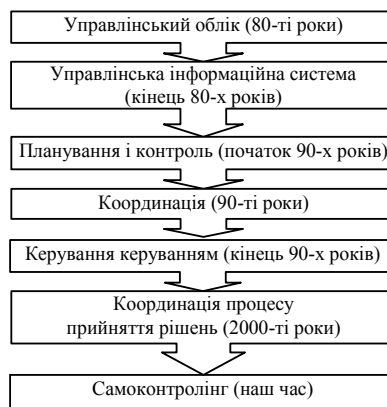 Управлінський облік (80-ті роки)
Управлінська інформаційна система
(кінець 80-х років)
Планування і контроль (початок 90-х років)
Координація (90-ті роки)
Керування керуванням (кінець 90-х років)
Координація процесу
прийняття рішень (2000-ті роки)
Самоконтролінг (наш час)